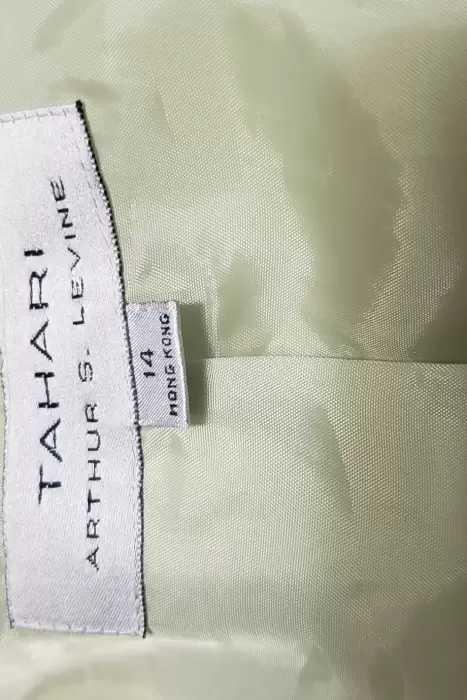 TAHARI
ARTHUR S. LEVINE
14
HONG KONG